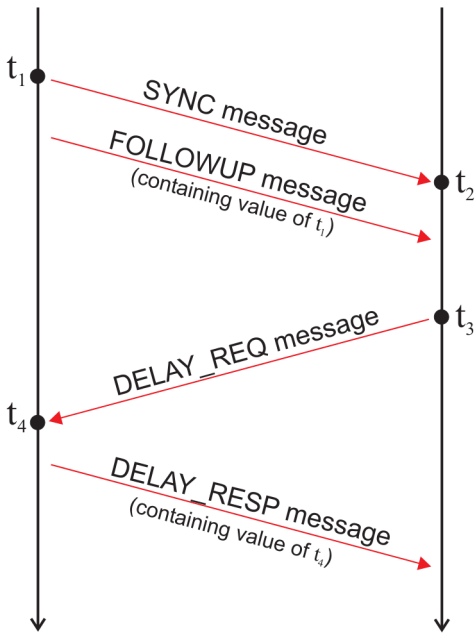 t1
SYNC message
FOLLOWUP message
(containing value of t1)
t2
t3
DELAY_REQ message
t4
DELAY_RESP message
(containing value of t4)